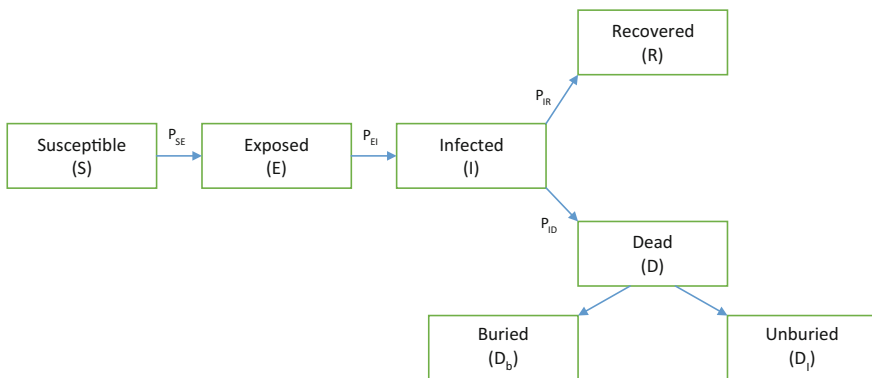 Recovered
(R)
P_IR
Susceptible
(S)
P_SE
Exposed
(E)
P_EI
Infected
(I)
P_ID
Dead
(D)
Buried
(D_b)
Unburied
(D_I)